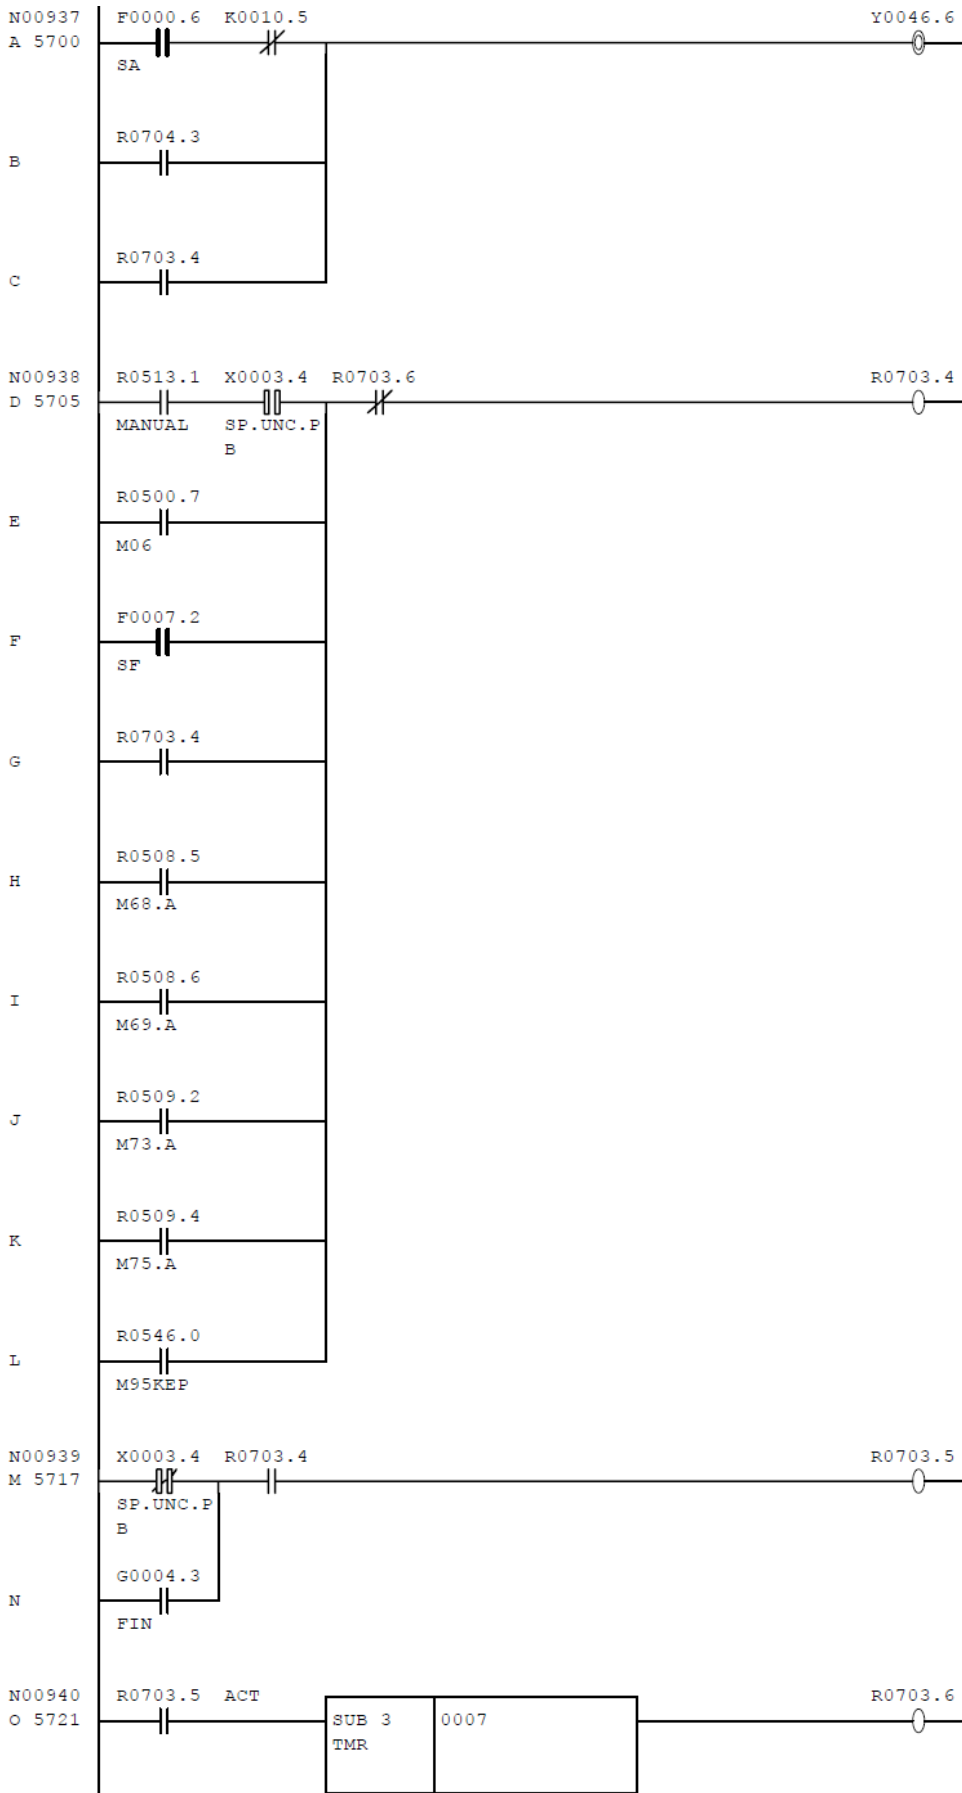 N00937 F0000.6 K0010.5 Y0046.6
A 5700
SA
R0704.3
B
R0703.4
C
N00938 R0513.1 X0003.4 R0703.6 R0703.4
D 5705
MANUAL SP.UNC.P
B
R0500.7
E
M06
F0007.2
F
SF
R0703.4
G
R0508.5
H
M68.A
R0508.6
I
M69.A
R0509.2
J
M73.A
R0509.4
K
M75.A
R0546.0
L
M95KEP
N00939 X0003.4 R0703.4 R0703.5
M 5717
SP.UNC.P
B
G0004.3
N
FIN
N00940 R0703.5 ACT R0703.6
O 5721 SUB 3 0007
TMR